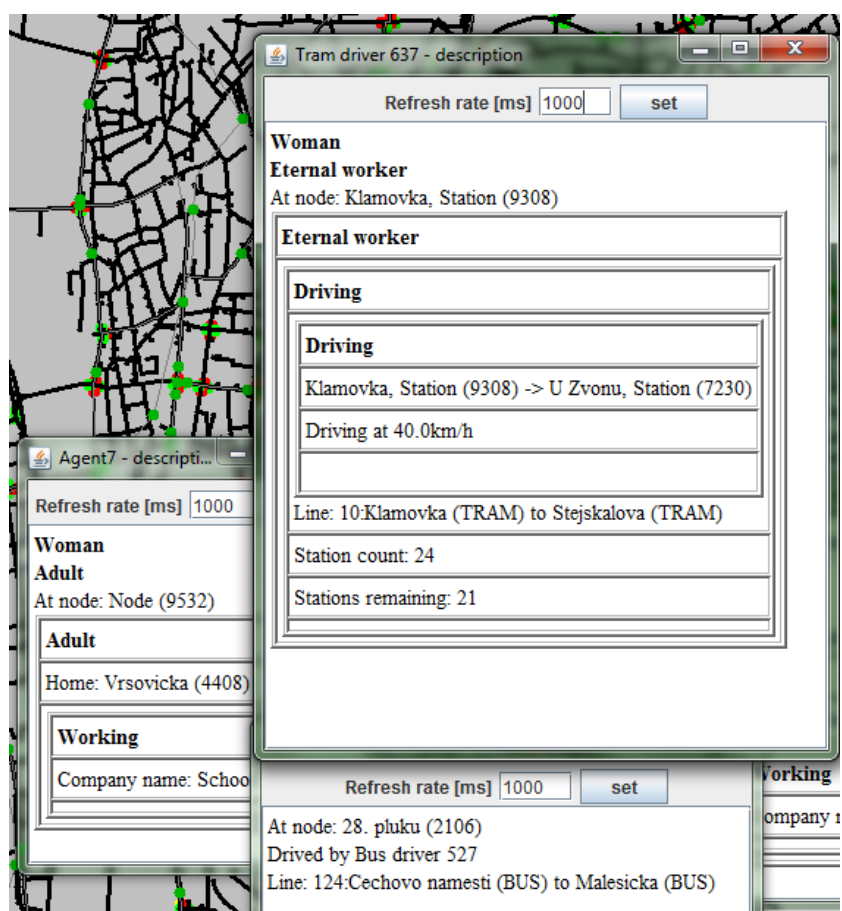 Tram driver 637 - description
Refresh rate [ms] 1000 set
Woman
Eternal worker
At node: Klamovka, Station (9308)
Eternal worker
Driving
Driving
Klamovka, Station (9308) -> U Zvonu, Station (7230)
Driving at 40.0km/h
Line: 10:Klamovka (TRAM) to Stejskalova (TRAM)
Station count: 24
Stations remaining: 21
Agent7 - descripti...
Refresh rate [ms] 1000
Woman
Adult
At node: Node (9532)
Adult
Home: Vrsovicka (4408)
Working
Company name: Schoo
Refresh rate [ms] 1000 set
At node: 28. pluku (2106)
Drived by Bus driver 527
Line: 124:Cechovo namesti (BUS) to Malesicka (BUS)
Vorking
ompany